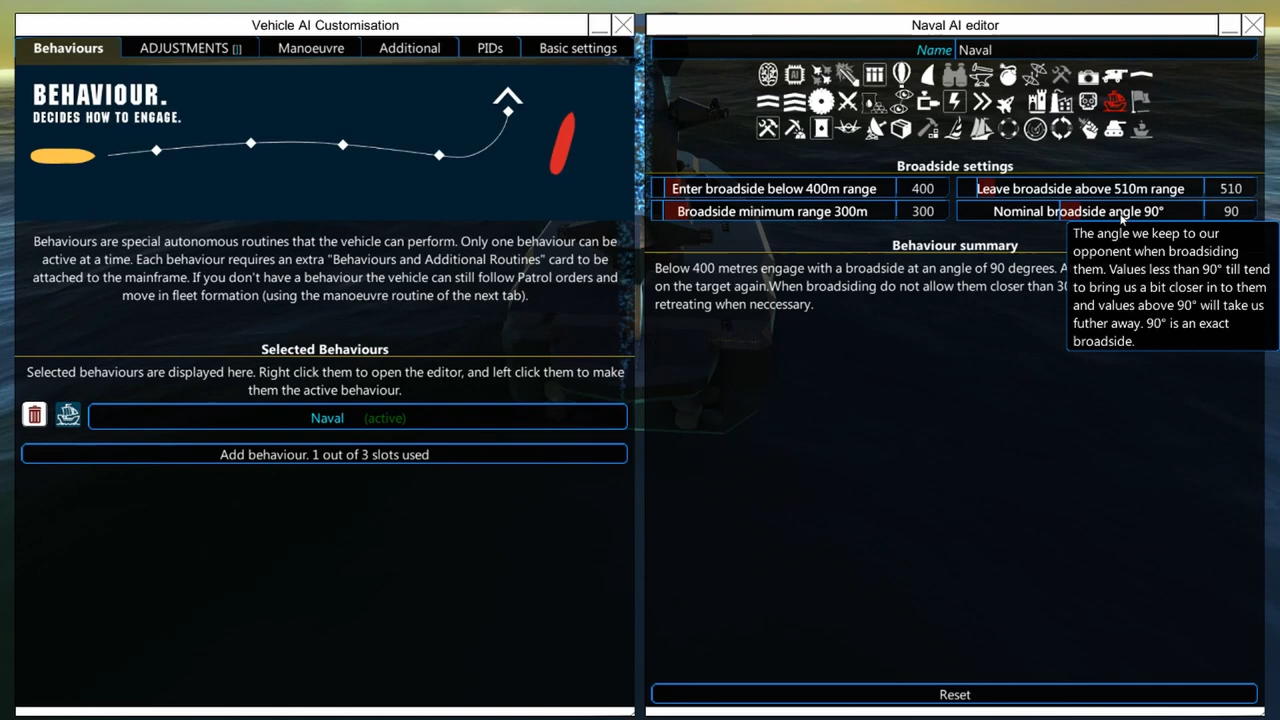 Vehicle AI Customisation
Behaviours
ADJUSTMENTS []
Manoeuvre
Additional
PIDs
Basic settings
BEHAVIOUR.
DECIDES HOW TO ENGAGE.
Behaviours are special autonomous routines that the vehicle can perform. Only one behaviour can be
active at a time. Each behaviour requires an extra "Behaviours and Additional Routines" card to be
attached to the mainframe. If you don't have a behaviour the vehicle can still follow Patrol orders and
move in fleet formation (using the manoeuvre routine of the next tab).
Selected Behaviours
Selected behaviours are displayed here. Right click them to open the editor, and left click them to make
them the active behaviour.
Naval (active)
Add behaviour. 1 out of 3 slots used
Naval AI editor
Name Naval
AI
Broadside settings
Enter broadside below 400m range 400
Leave broadside above 510m range 510
Broadside minimum range 300m 300
Nominal broadside angle 90° 90
Behaviour summary
Below 400 metres engage with a broadside at an angle of 90 degrees.
on the target again.When broadsiding do not allow them closer than
retreating when neccessary.
The angle we keep to our
opponent when broadsiding
them. Values less than 90° till tend
to bring us a bit closer in to them
and values above 90° will take us
futher away. 90° is an exact
broadside.
Reset